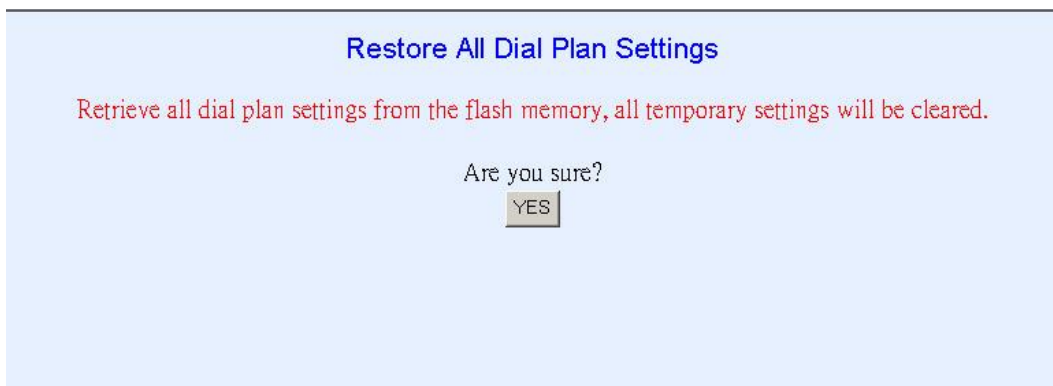 Restore All Dial Plan Settings
Retrieve all dial plan settings from the flash memory, all temporary settings will be cleared.
Are you sure?
YES